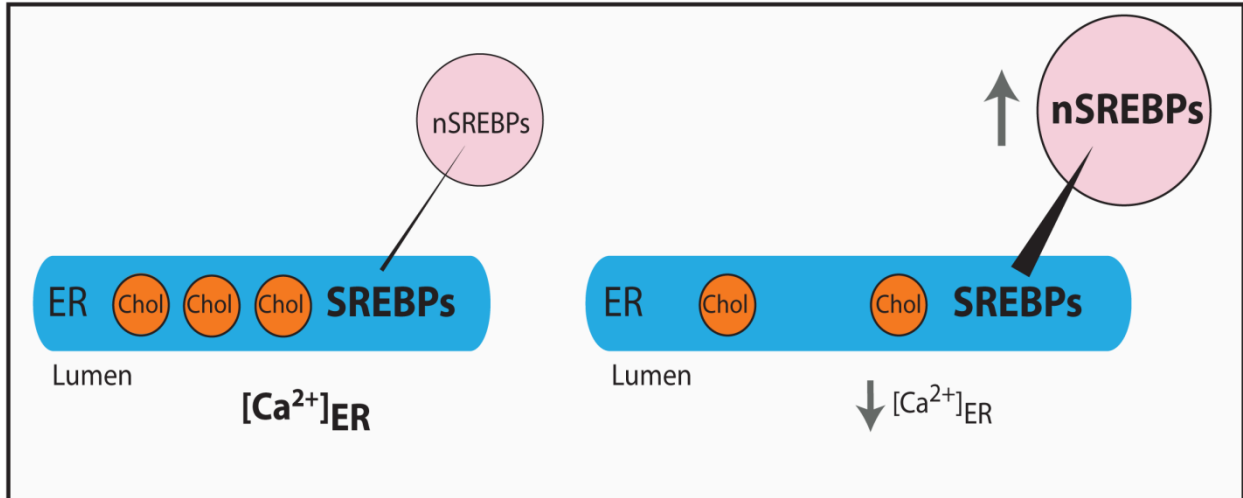 nSREBPs
ER Chol Chol Chol SREBPs
Lumen
[Ca²⁺]ER
nSREBPs
ER Chol Chol SREBPs
Lumen
[Ca²⁺]ER